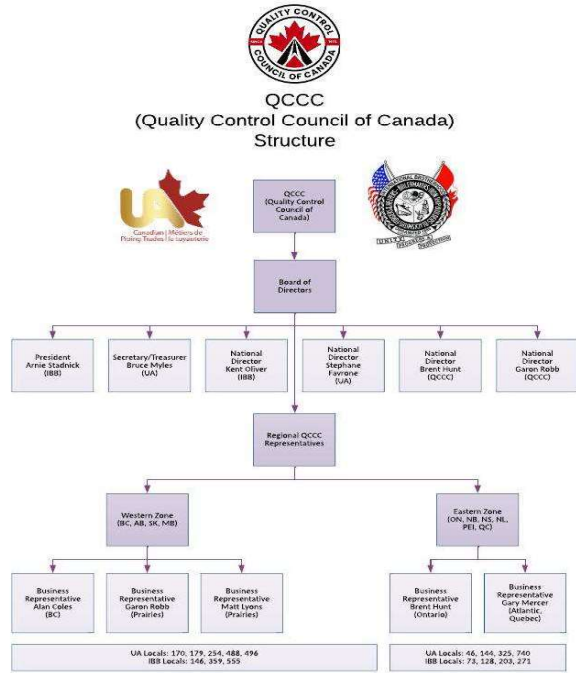 QUALITY CONTROL
COUNCIL OF CANADA
QCCC
(Quality Control Council of Canada)
Structure
UA
Canadian | Métiers de
Piping Trades | la tuyauterie
QCCC
(Quality Control
Council of
Canada)
Board of
Directors
President
Arnie Stadnick
(IBB)
Secretary/Treasurer
Bruce Myles
(UA)
National
Director
Kent Oliver
(IBB)
National
Director
Stephane
Favrone
(UA)
National
Director
Brent Hunt
(QCCC)
National
Director
Garon Robb
(QCCC)
Regional QCCC
Representatives
Western Zone
(BC, AB, SK, MB)
Eastern Zone
(ON, NB, NS, NL,
PEI, QC)
Business
Representative
Alan Coles
(BC)
Business
Representative
Garon Robb
(Prairies)
Business
Representative
Matt Lyons
(Prairies)
Business
Representative
Brent Hunt
(Ontario)
Business
Representative
Gary Mercer
(Atlantic,
Quebec)
UA Locals: 170, 179, 254, 488, 496
IBB Locals: 146, 359, 555
UA Locals: 46, 144, 325, 740
IBB Locals: 73, 128, 203, 271